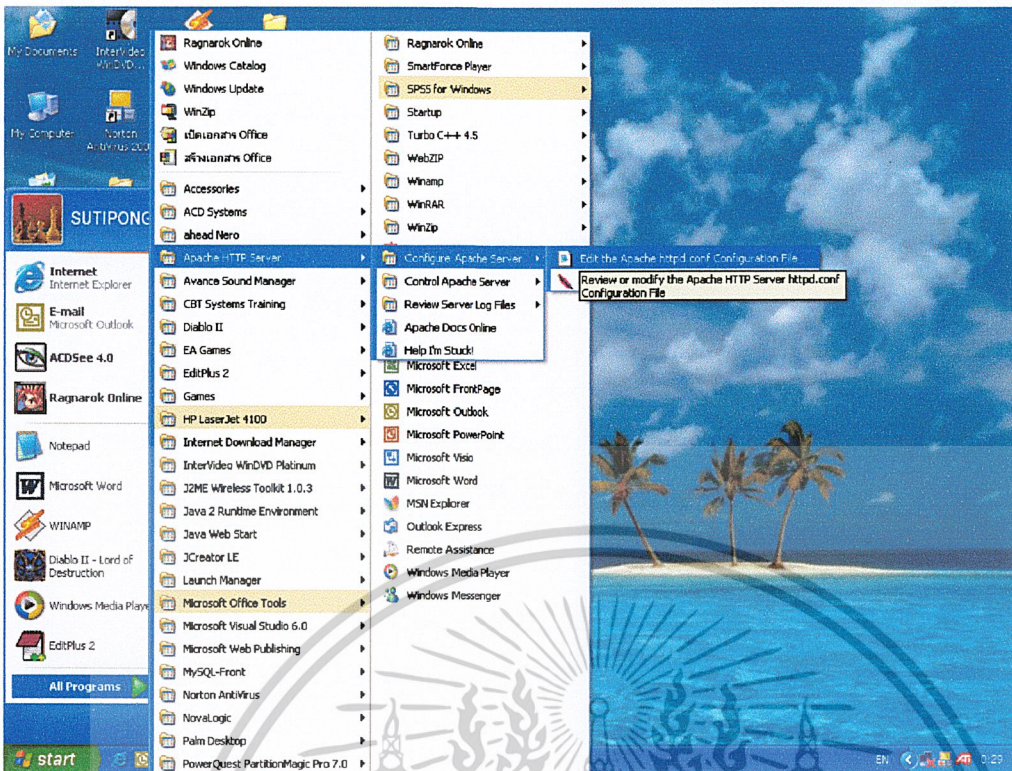 My Documents
InterVideo
WinDVD...
My Computer
Norton
AntiVirus 200
SUTIPONG
Internet
Internet Explorer
E-mail
Microsoft Outlook
ACDSee 4.0
Ragnarok Online
Notepad
Microsoft Word
WINAMP
Diablo II - Lord of
Destruction
Windows Media Playe
EditPlus 2
All Programs
start
Ragnarok Online
Windows Catalog
Windows Update
WinZip
เปิดเอกสาร Office
สร้างเอกสาร Office
Accessories
ACD Systems
ahead Nero
Apache HTTP Server
Avance Sound Manager
CBT Systems Training
Diablo II
EA Games
EditPlus 2
Games
HP LaserJet 4100
Internet Download Manager
InterVideo WinDVD Platinum
J2ME Wireless Toolkit 1.0.3
Java 2 Runtime Environment
Java Web Start
JCreator LE
Launch Manager
Microsoft Office Tools
Microsoft Visual Studio 6.0
Microsoft Web Publishing
MySQL-Front
Norton AntiVirus
NovaLogic
Palm Desktop
PowerQuest PartitionMagic Pro 7.0
Ragnarok Online
SmartForce Player
SPSS for Windows
Startup
Turbo C++ 4.5
WebZIP
Winamp
WinRAR
WinZip
Configure Apache Server
Control Apache Server
Review Server Log Files
Apache Docs Online
Help I'm Stuck!
Microsoft Excel
Microsoft FrontPage
Microsoft Outlook
Microsoft PowerPoint
Microsoft Visio
Microsoft Word
MSN Explorer
Outlook Express
Remote Assistance
Windows Media Player
Windows Messenger
Edit the Apache httpd.conf Configuration File
Review or modify the Apache HTTP Server httpd.conf
Configuration File
EN
ATI
0:29